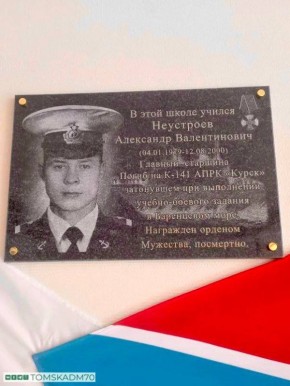 В этой школе учился
Неустроев
Александр Валентинович
(04.01.1979-12.08.2000)
Главный старшина
Погиб на К-141 АПРК «Курск»
затонувшем при выполнении
учебно-боевого задания
в Баренцевом море.
Награжден орденом
Мужества, посмертно.
TOMSKADM70